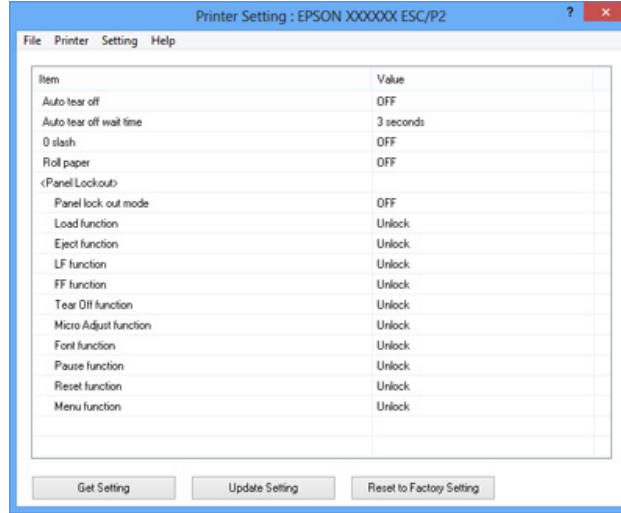 Printer Setting : EPSON XXXXXX ESC/P2 ? ×
File Printer Setting Help
Item Value
Auto tear off OFF
Auto tear off wait time 3 seconds
0 slash OFF
Roll paper OFF
<Panel Lockout>
Panel lock out mode OFF
Load function Unlock
Eject function Unlock
LF function Unlock
FF function Unlock
Tear Off function Unlock
Micro Adjust function Unlock
Font function Unlock
Pause function Unlock
Reset function Unlock
Menu function Unlock
Get Setting Update Setting Reset to Factory Setting